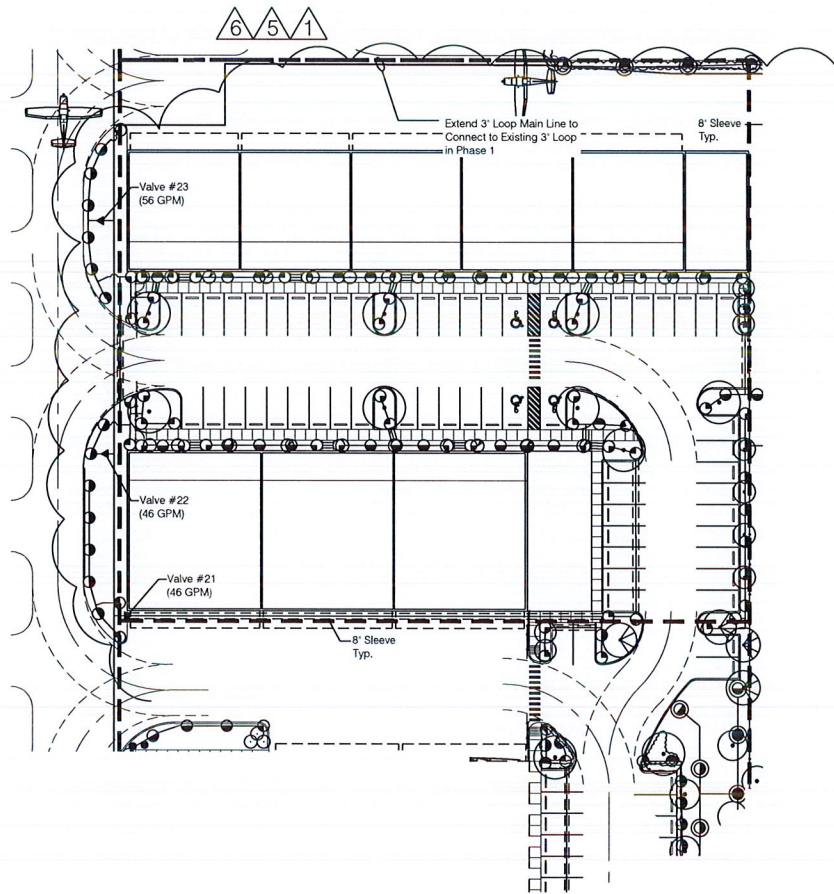 6 5 1
Extend 3' Loop Main Line to
Connect to Existing 3' Loop
in Phase 1
8' Sleeve
Typ.
Valve #23
(56 GPM)
Valve #22
(46 GPM)
Valve #21
(46 GPM)
8' Sleeve
Typ.